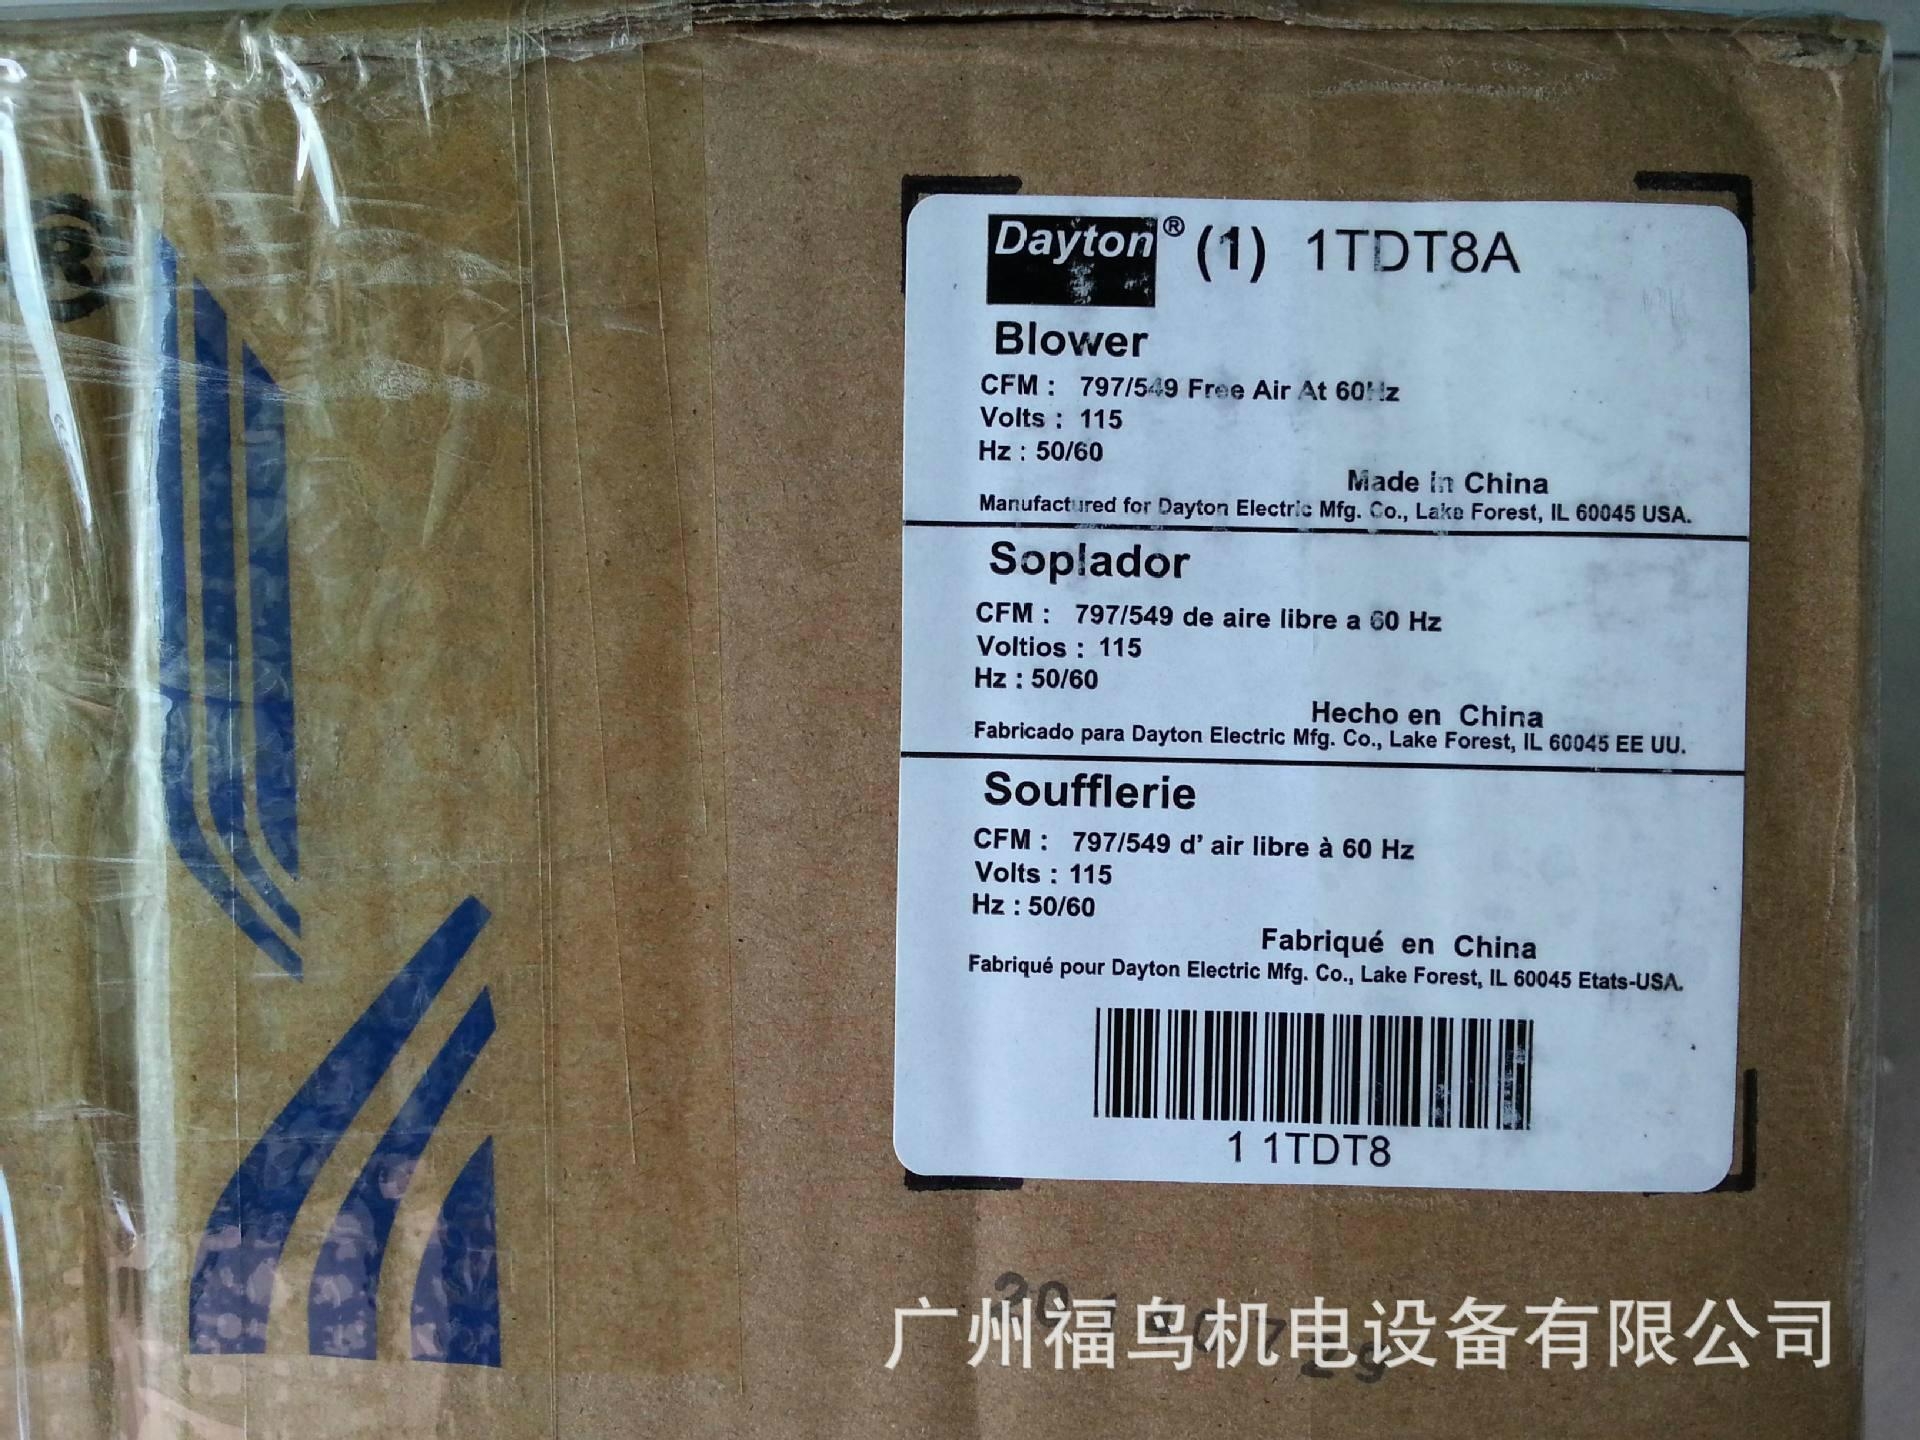 ®
Dayton® (1) 1TDT8A
Blower
CFM : 797/549 Free Air At 60Hz
Volts : 115
Hz : 50/60
Made in China
Manufactured for Dayton Electric Mfg. Co., Lake Forest, IL 60045 USA.
Soplador
CFM : 797/549 de aire libre a 60 Hz
Voltios : 115
Hz : 50/60
Hecho en China
Fabricado para Dayton Electric Mfg. Co., Lake Forest, IL 60045 EE UU.
Soufflerie
CFM : 797/549 d' air libre à 60 Hz
Volts : 115
Hz : 50/60
Fabriqué en China
Fabriqué pour Dayton Electric Mfg. Co., Lake Forest, IL 60045 Etats-USA.
1 1TDT8
广州福乌机电设备有限公司